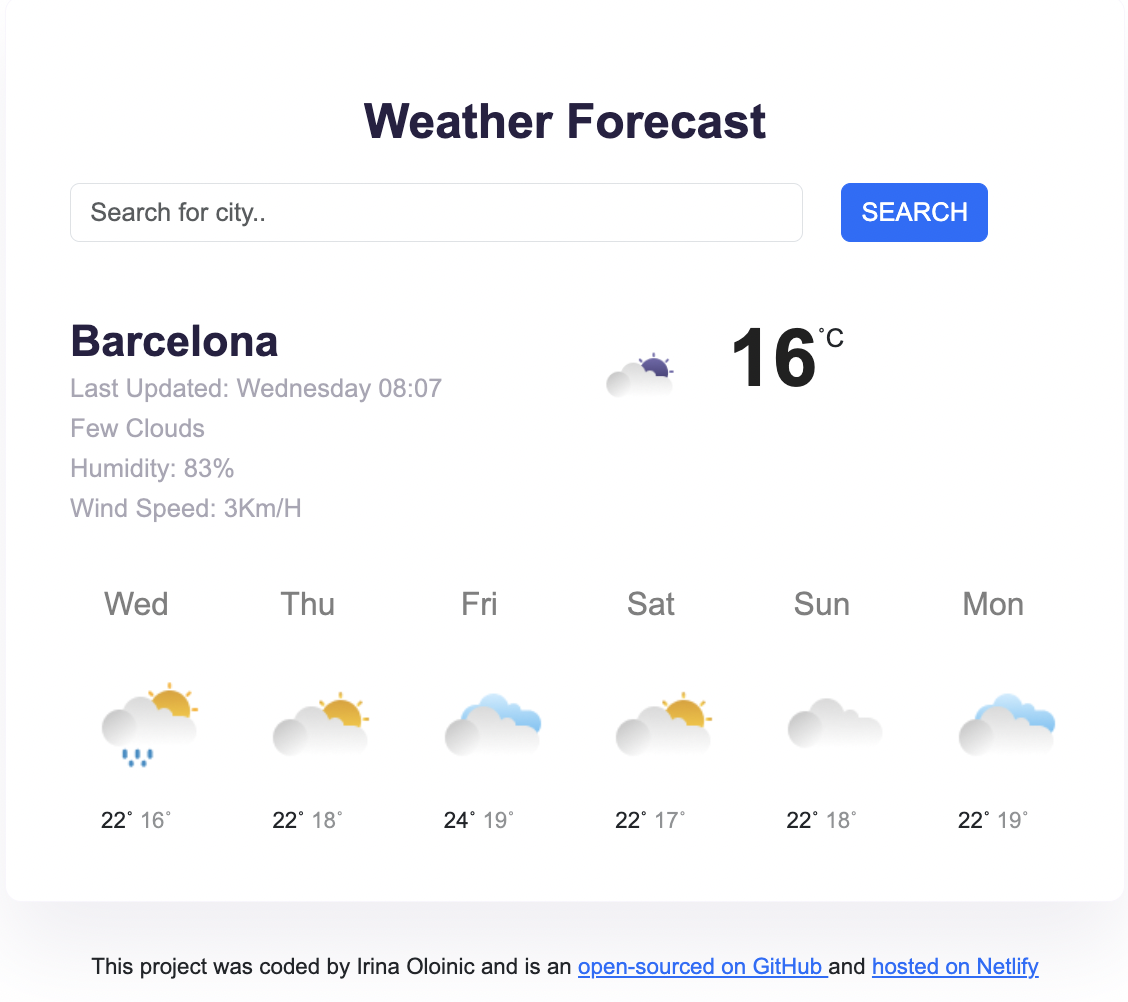 Weather Forecast
Search for city..
SEARCH
Barcelona
16°C
Last Updated: Wednesday 08:07
Few Clouds
Humidity: 83%
Wind Speed: 3Km/H
Wed Thu Fri Sat Sun Mon
22° 16° 22° 18° 24° 19° 22° 17° 22° 18° 22° 19°
This project was coded by Irina Oloinic and is an open-sourced on GitHub and hosted on Netlify